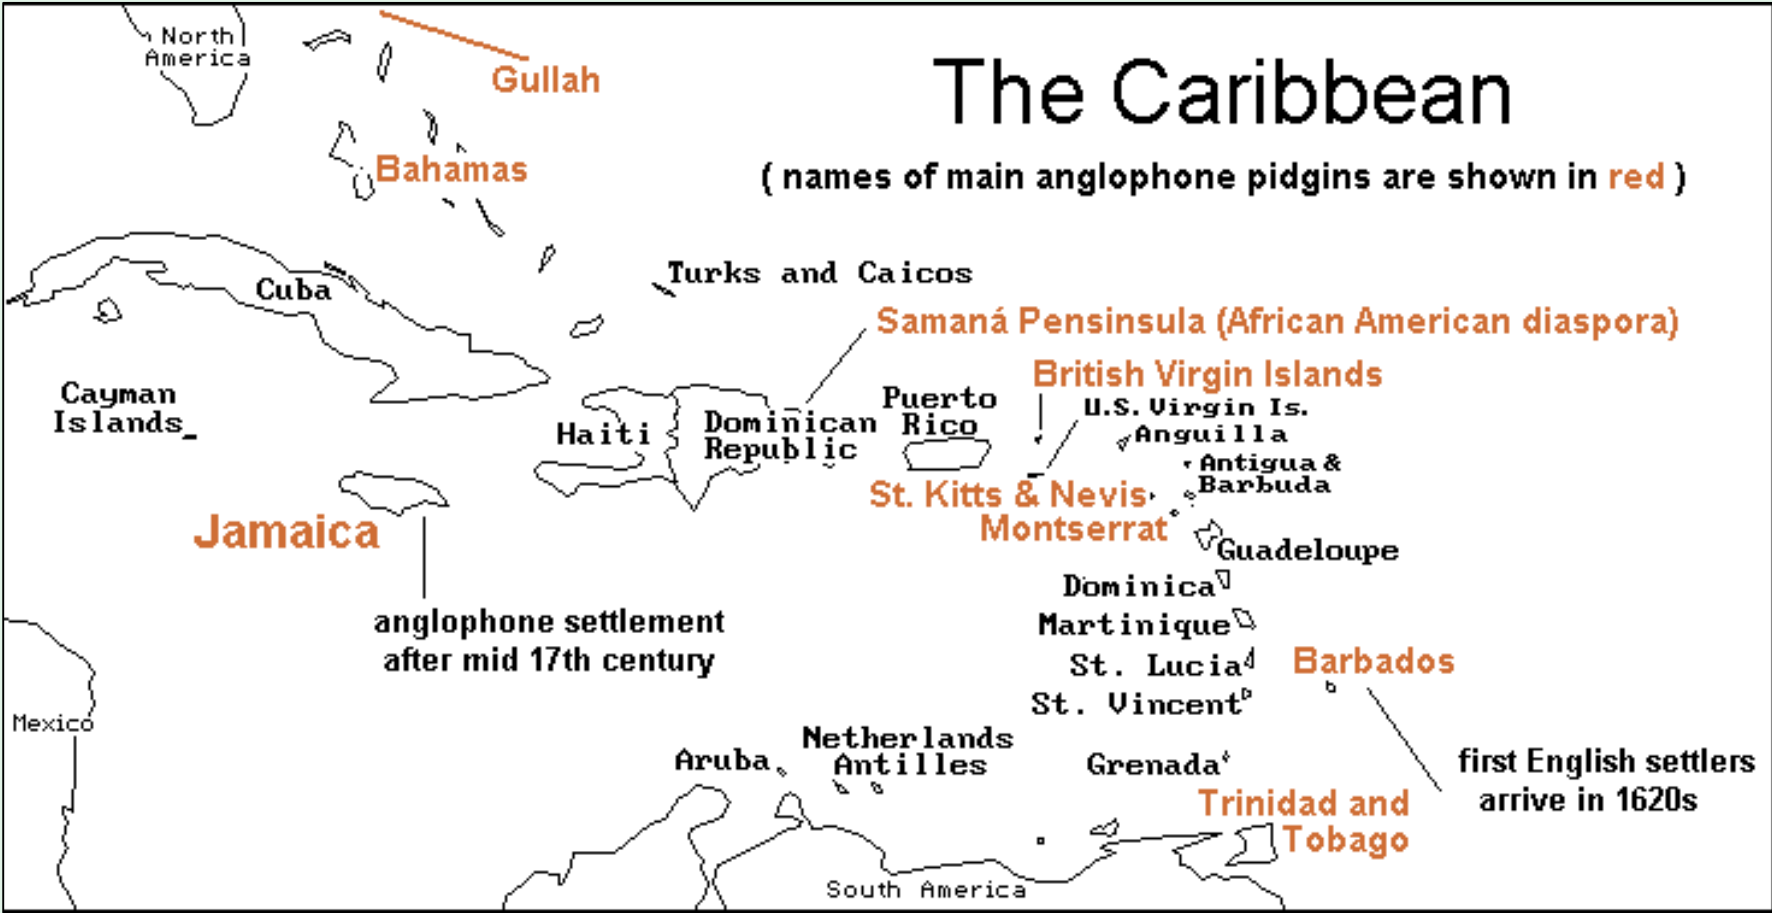 North
America
Gullah
The Caribbean
( names of main anglophone pidgins are shown in red )
Bahamas
Turks and Caicos
Cuba
Samaná Pensinsula (African American diaspora)
British Virgin Islands
Cayman
Islands
Puerto
Rico
U.S. Virgin Is.
Haiti
Dominican
Republic
Anguilla
Antigua &
Barbuda
St. Kitts & Nevis
Montserrat
Jamaica
Guadeloupe
Dominica
anglophone settlement
after mid 17th century
Martinique
St. Lucia
Barbados
St. Vincent
Mexico
Aruba
Netherlands
Antilles
Grenada
first English settlers
arrive in 1620s
Trinidad and
Tobago
South America